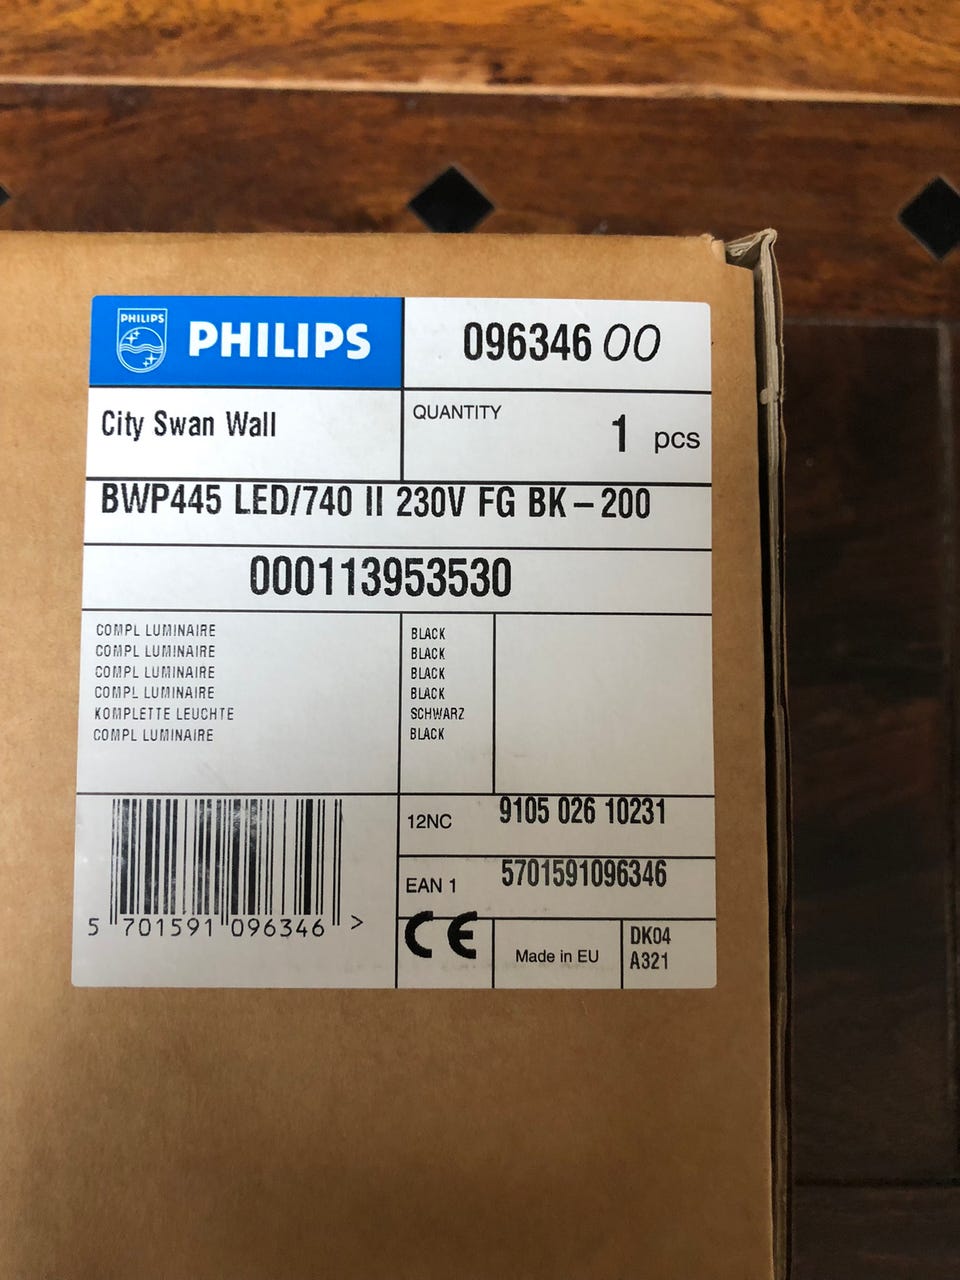 PHILIPS
PHILIPS
096346 00
City Swan Wall
QUANTITY
1 pcs
BWP445 LED/740 II 230V FG BK-200
000113953530
COMPL LUMINAIRE BLACK
COMPL LUMINAIRE BLACK
COMPL LUMINAIRE BLACK
COMPL LUMINAIRE BLACK
KOMPLETTE LEUCHTE SCHWARZ
COMPL LUMINAIRE BLACK
12NC 9105 026 10231
EAN 1 5701591096346
5 701591 096346 >
CE
Made in EU
DK04
A321